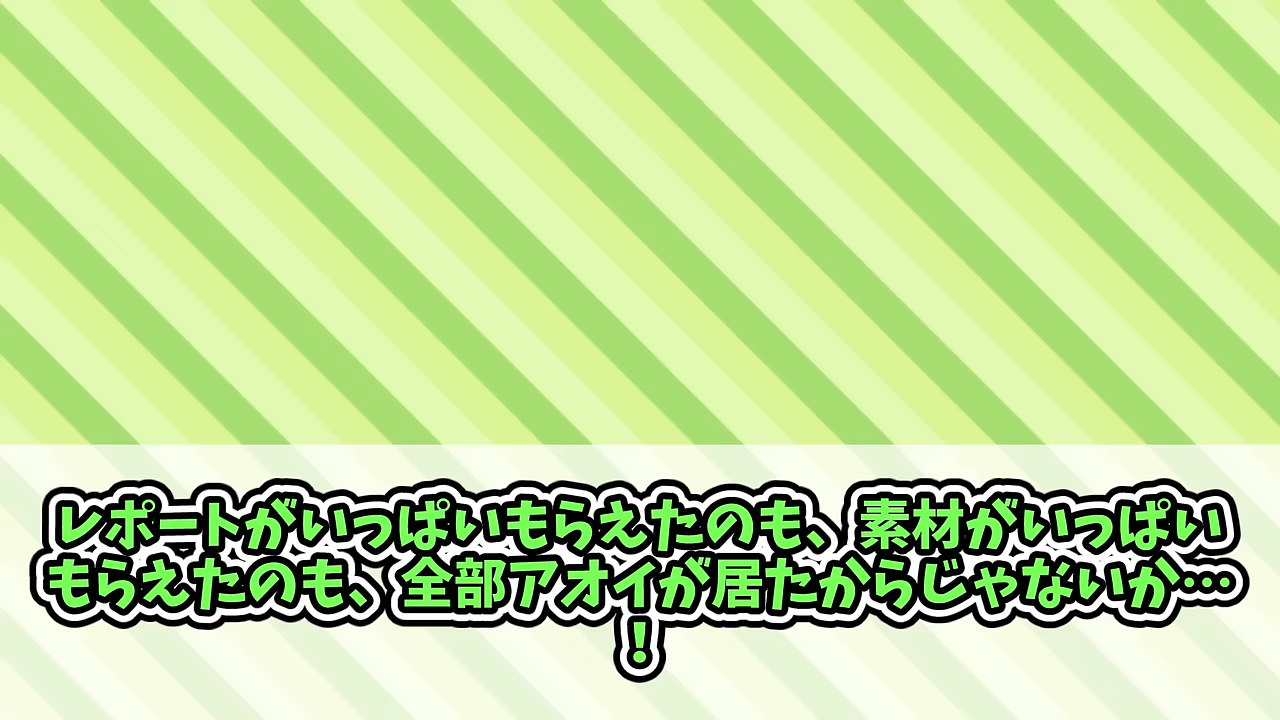 レポートがいっぱいもらえたのも、素材がいっぱい
もらえたのも、全部アオイが居たからじゃないか…
！